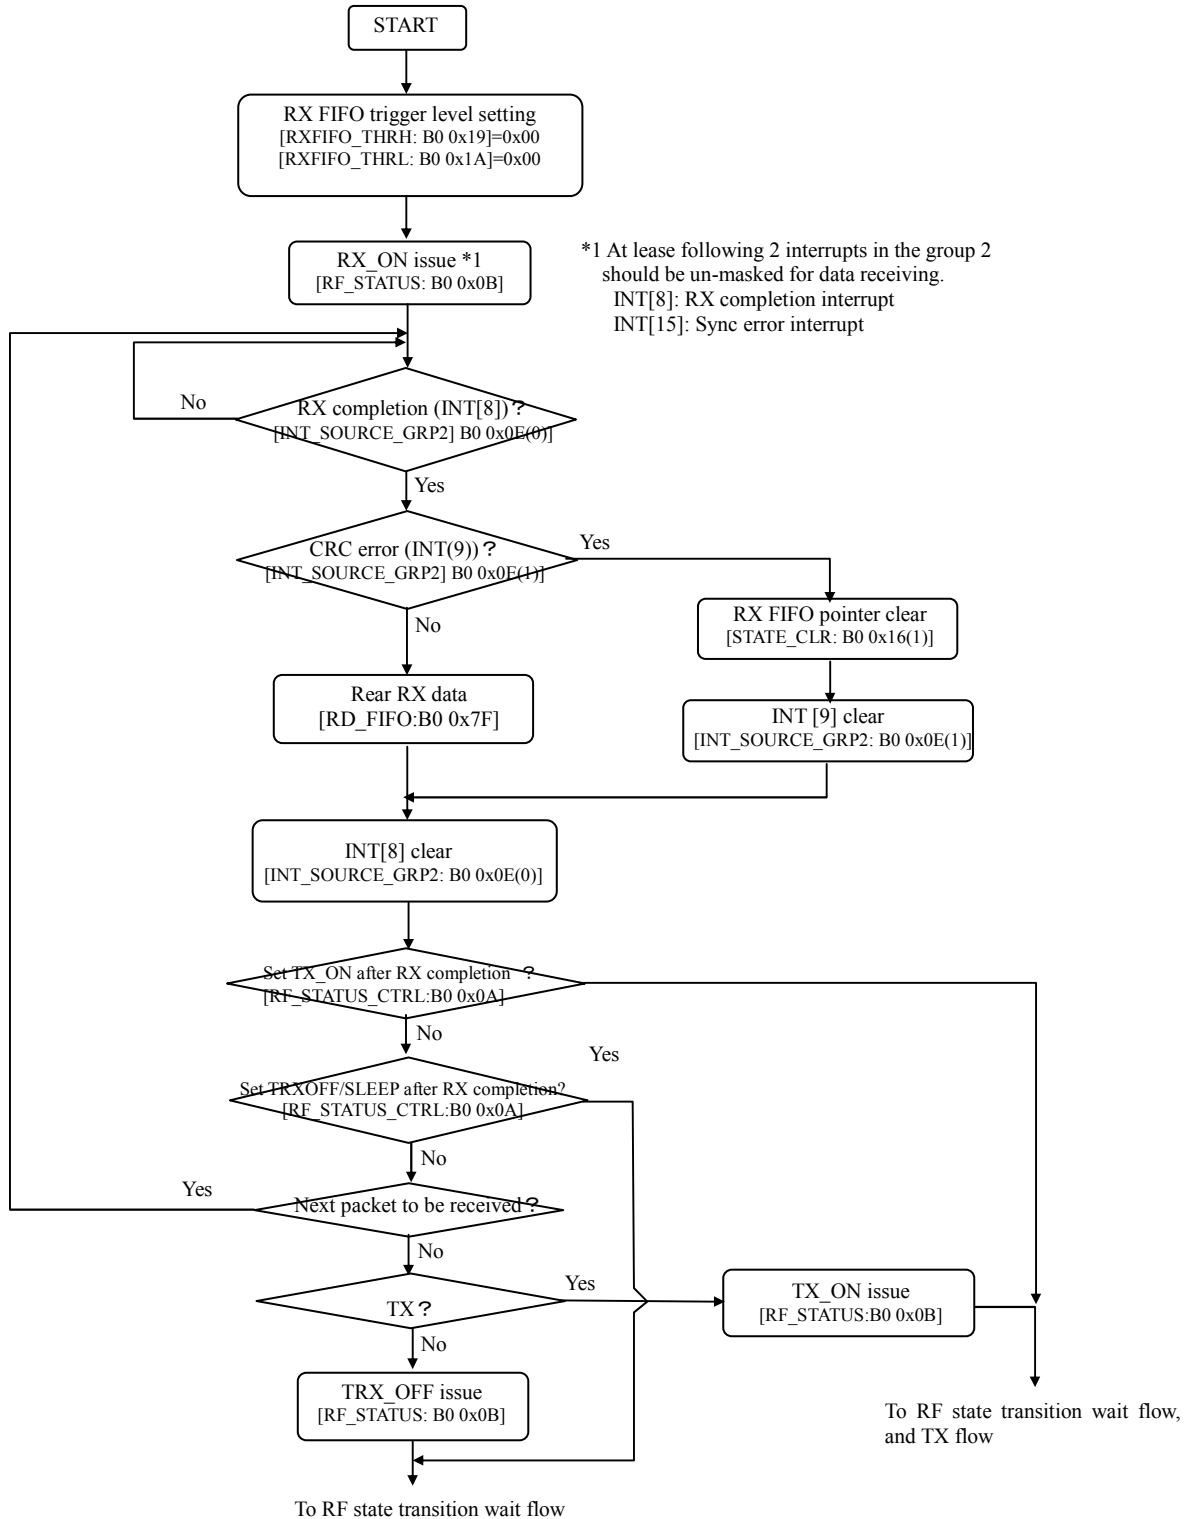 START
RX FIFO trigger level setting
[RXFIFO_THRH: B0 0x19]=0x00
[RXFIFO_THRL: B0 0x1A]=0x00
RX_ON issue *1
[RF_STATUS: B0 0x0B]
*1 At lease following 2 interrupts in the group 2
should be un-masked for data receiving.
INT[8]: RX completion interrupt
INT[15]: Sync error interrupt
No
RX completion (INT[8])?
[INT_SOURCE_GRP2] B0 0x0E(0)]
Yes
CRC error (INT(9))?
[INT_SOURCE_GRP2] B0 0x0E(1)]
Yes
No
RX FIFO pointer clear
[STATE_CLR: B0 0x16(1)]
Rear RX data
[RD_FIFO:B0 0x7F]
INT [9] clear
[INT_SOURCE_GRP2: B0 0x0E(1)]
INT[8] clear
[INT_SOURCE_GRP2: B0 0x0E(0)]
Set TX_ON after RX completion ?
[RF_STATUS_CTRL:B0 0x0A]
No
Yes
Set TRXOFF/SLEEP after RX completion?
[RF_STATUS_CTRL:B0 0x0A]
No
Yes
Next packet to be received?
No
TX?
Yes
TX_ON issue
[RF_STATUS:B0 0x0B]
No
TRX_OFF issue
[RF_STATUS: B0 0x0B]
To RF state transition wait flow,
and TX flow
To RF state transition wait flow